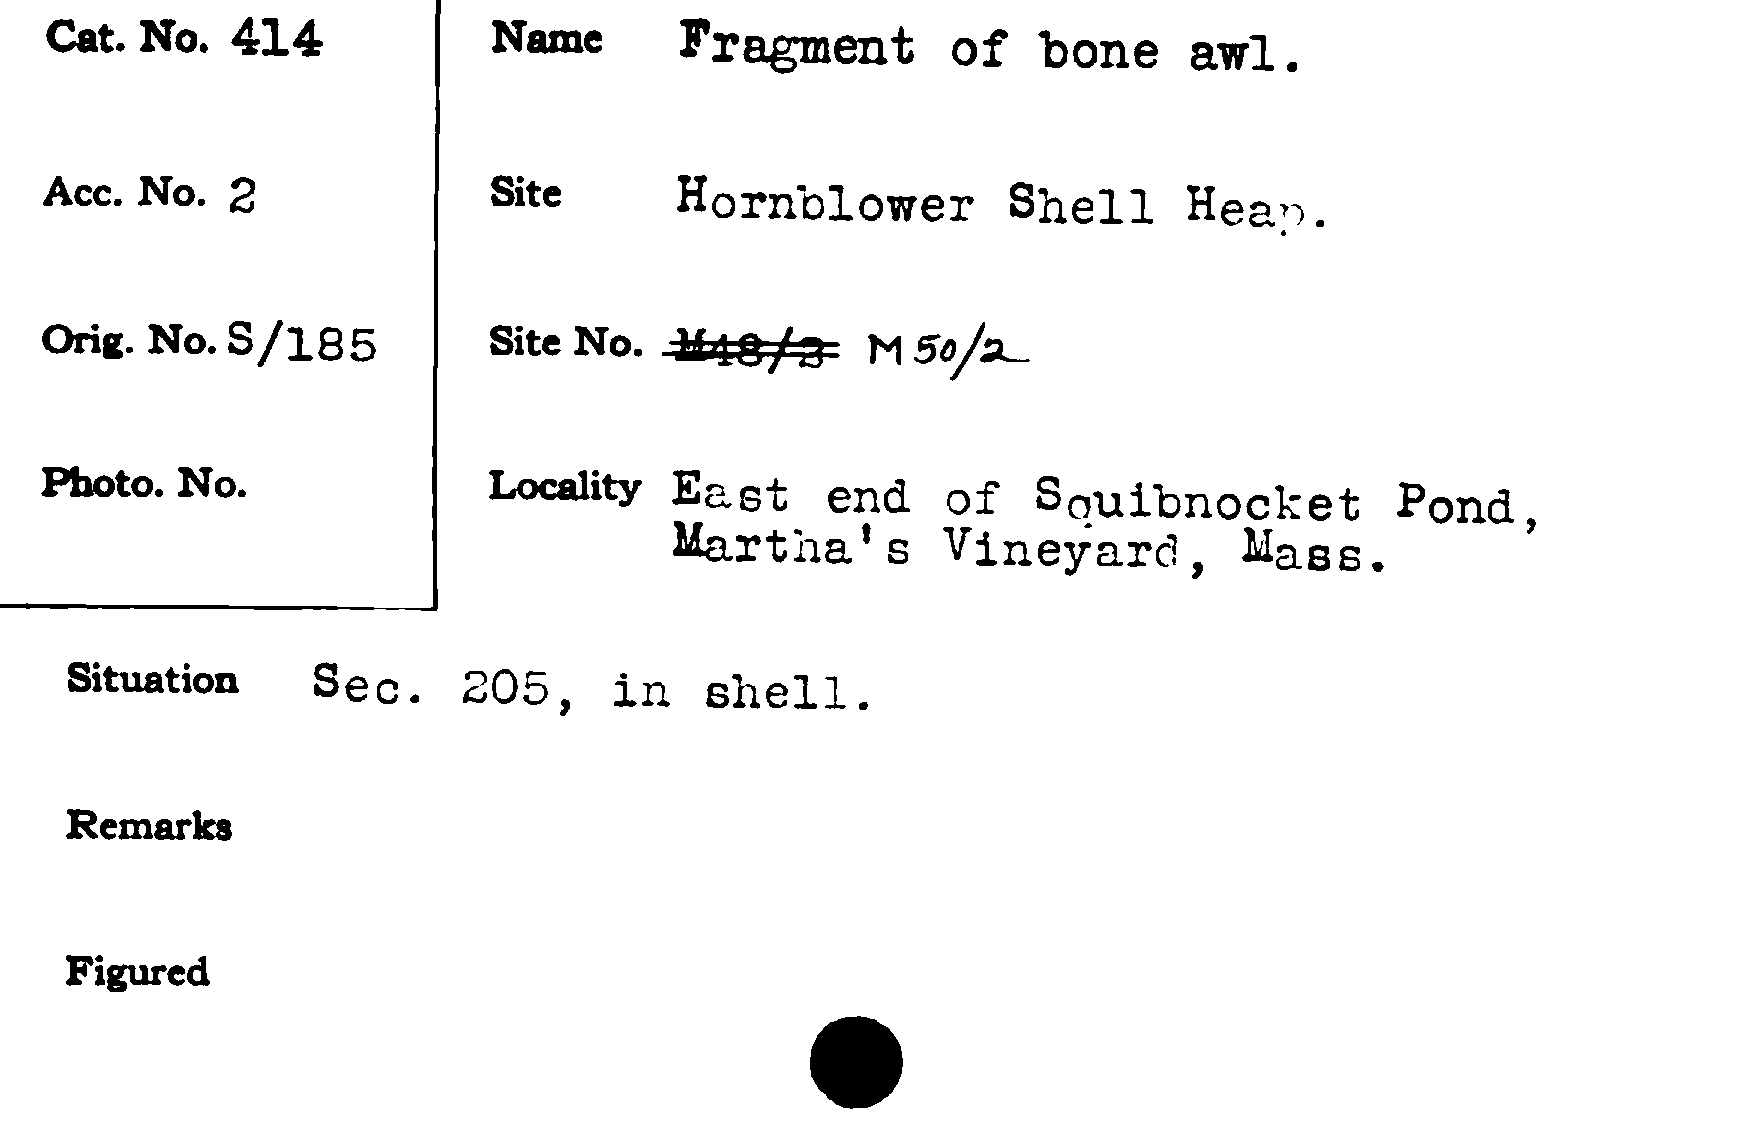 Cat. No. 414
Name Fragment of bone awl.
Acc. No. 2
Site Hornblower Shell Heap.
Orig. No. S/185
Site No. M48/3 M50/2
Photo. No.
Locality East end of Squibnocket Pond,
Martha's Vineyard, Mass.
Situation Sec. 205, in shell.
Remarks
Figured